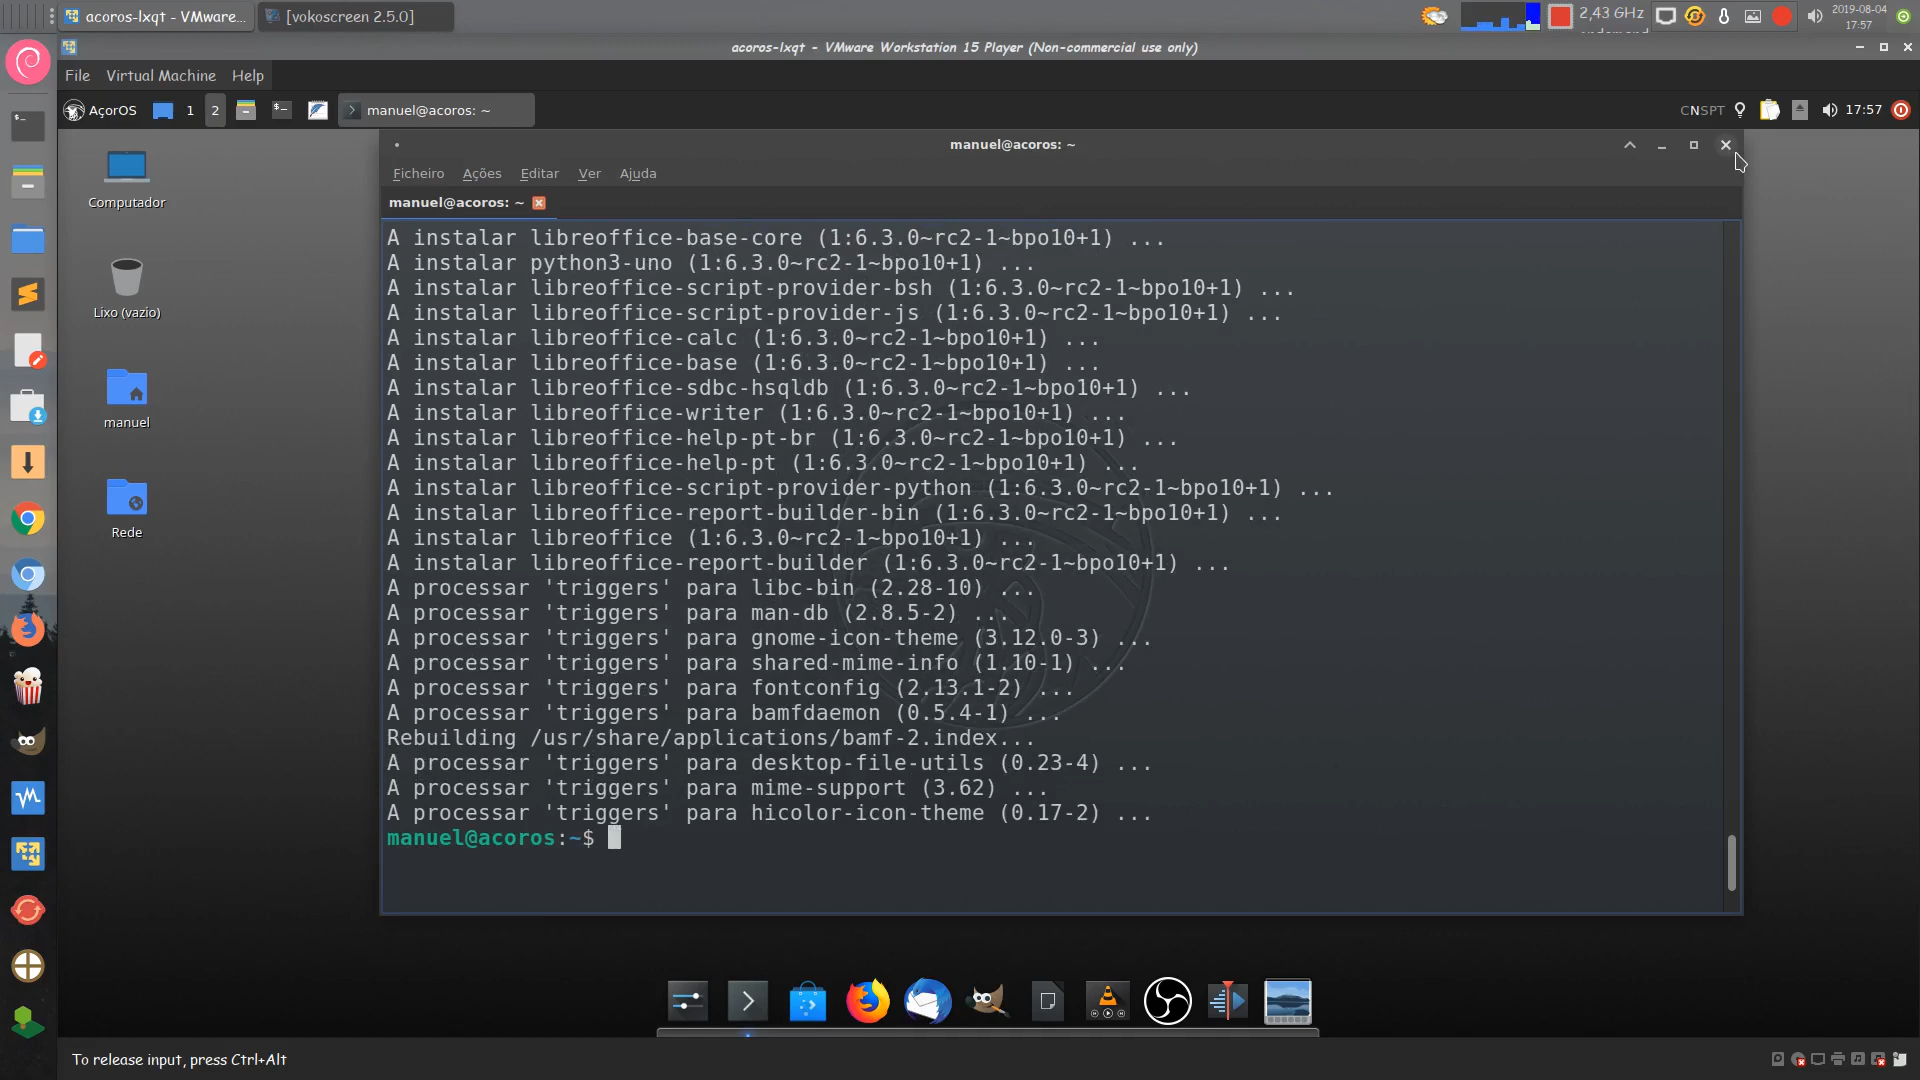 acoros-lxqt - VMware...
[vokoscreen 2.5.0]
2,43 GHz
ondemand
2019-08-04
17:57
acoros-lxqt - VMware Workstation 15 Player (Non-commercial use only)
File Virtual Machine Help
AçorOS 1 2 manuel@acoros: ~ CNSPT 17:57
Computador
Lixo (vazio)
manuel
Rede
manuel@acoros: ~
Ficheiro Ações Editar Ver Ajuda
manuel@acoros: ~
A instalar libreoffice-base-core (1:6.3.0~rc2-1~bpo10+1) ...
A instalar python3-uno (1:6.3.0~rc2-1~bpo10+1) ...
A instalar libreoffice-script-provider-bsh (1:6.3.0~rc2-1~bpo10+1) ...
A instalar libreoffice-script-provider-js (1:6.3.0~rc2-1~bpo10+1) ...
A instalar libreoffice-calc (1:6.3.0~rc2-1~bpo10+1) ...
A instalar libreoffice-base (1:6.3.0~rc2-1~bpo10+1) ...
A instalar libreoffice-sdbc-hsqldb (1:6.3.0~rc2-1~bpo10+1) ...
A instalar libreoffice-writer (1:6.3.0~rc2-1~bpo10+1) ...
A instalar libreoffice-help-pt-br (1:6.3.0~rc2-1~bpo10+1) ...
A instalar libreoffice-help-pt (1:6.3.0~rc2-1~bpo10+1) ...
A instalar libreoffice-script-provider-python (1:6.3.0~rc2-1~bpo10+1) ...
A instalar libreoffice-report-builder-bin (1:6.3.0~rc2-1~bpo10+1) ...
A instalar libreoffice (1:6.3.0~rc2-1~bpo10+1) ...
A instalar libreoffice-report-builder (1:6.3.0~rc2-1~bpo10+1) ...
A processar 'triggers' para libc-bin (2.28-10) ...
A processar 'triggers' para man-db (2.8.5-2) ...
A processar 'triggers' para gnome-icon-theme (3.12.0-3) ...
A processar 'triggers' para shared-mime-info (1.10-1) ...
A processar 'triggers' para fontconfig (2.13.1-2) ...
A processar 'triggers' para bamfdaemon (0.5.4-1) ...
Rebuilding /usr/share/applications/bamf-2.index...
A processar 'triggers' para desktop-file-utils (0.23-4) ...
A processar 'triggers' para mime-support (3.62) ...
A processar 'triggers' para hicolor-icon-theme (0.17-2) ...
manuel@acoros:~$
To release input, press Ctrl+Alt